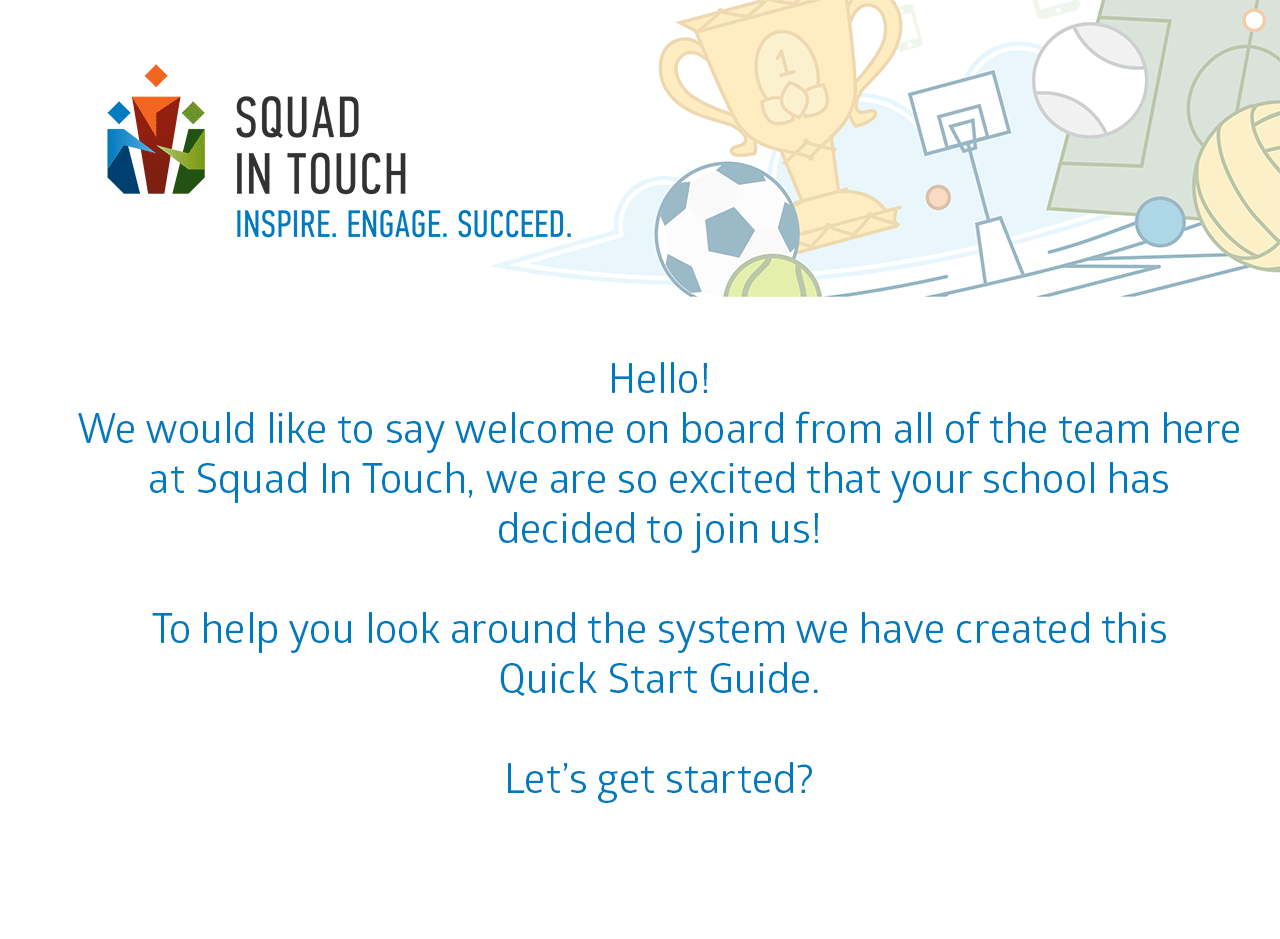 SQUAD
IN TOUCH
INSPIRE. ENGAGE. SUCCEED.
1
Hello!
We would like to say welcome on board from all of the team here
at Squad In Touch, we are so excited that your school has
decided to join us!
To help you look around the system we have created this
Quick Start Guide.
Let’s get started?